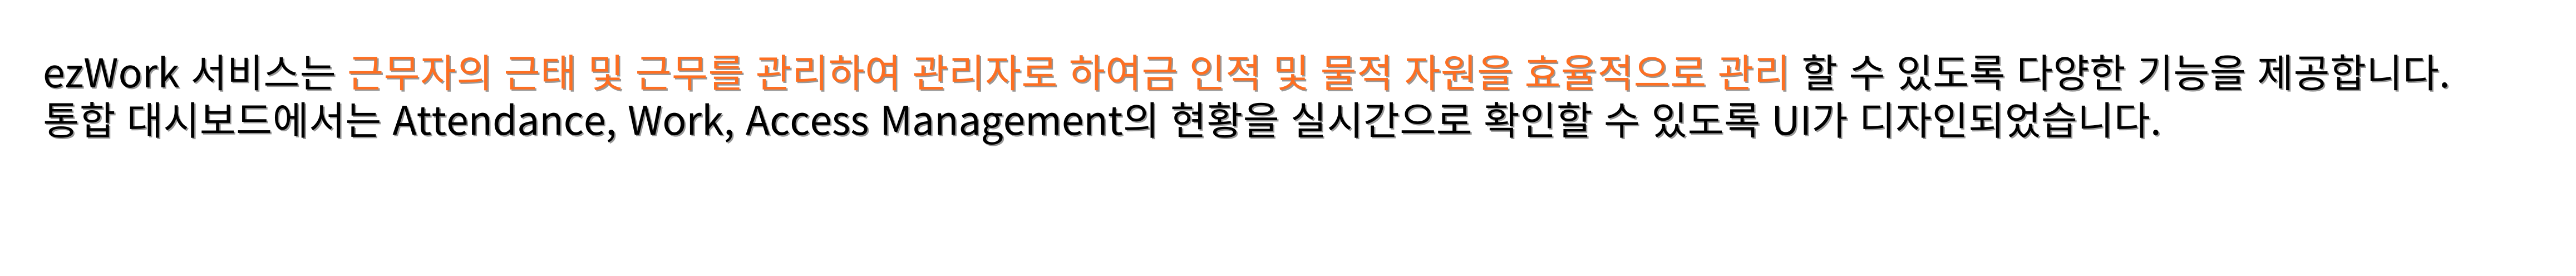 ezWork 서비스는 근무자의 근태 및 근무를 관리하여 관리자로 하여금 인적 및 물적 자원을 효율적으로 관리 할 수 있도록 다양한 기능을 제공합니다.
통합 대시보드에서는 Attendance, Work, Access Management의 현황을 실시간으로 확인할 수 있도록 UI가 디자인되었습니다.